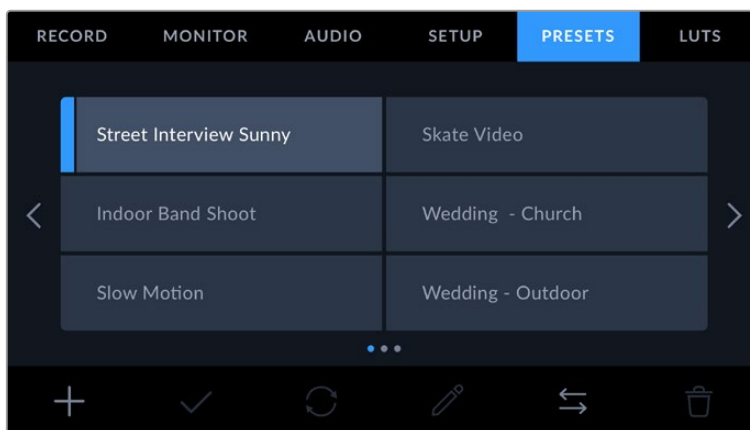 RECORD MONITOR AUDIO SETUP PRESETS LUTS
Street Interview Sunny Skate Video
Indoor Band Shoot Wedding - Church
Slow Motion Wedding - Outdoor